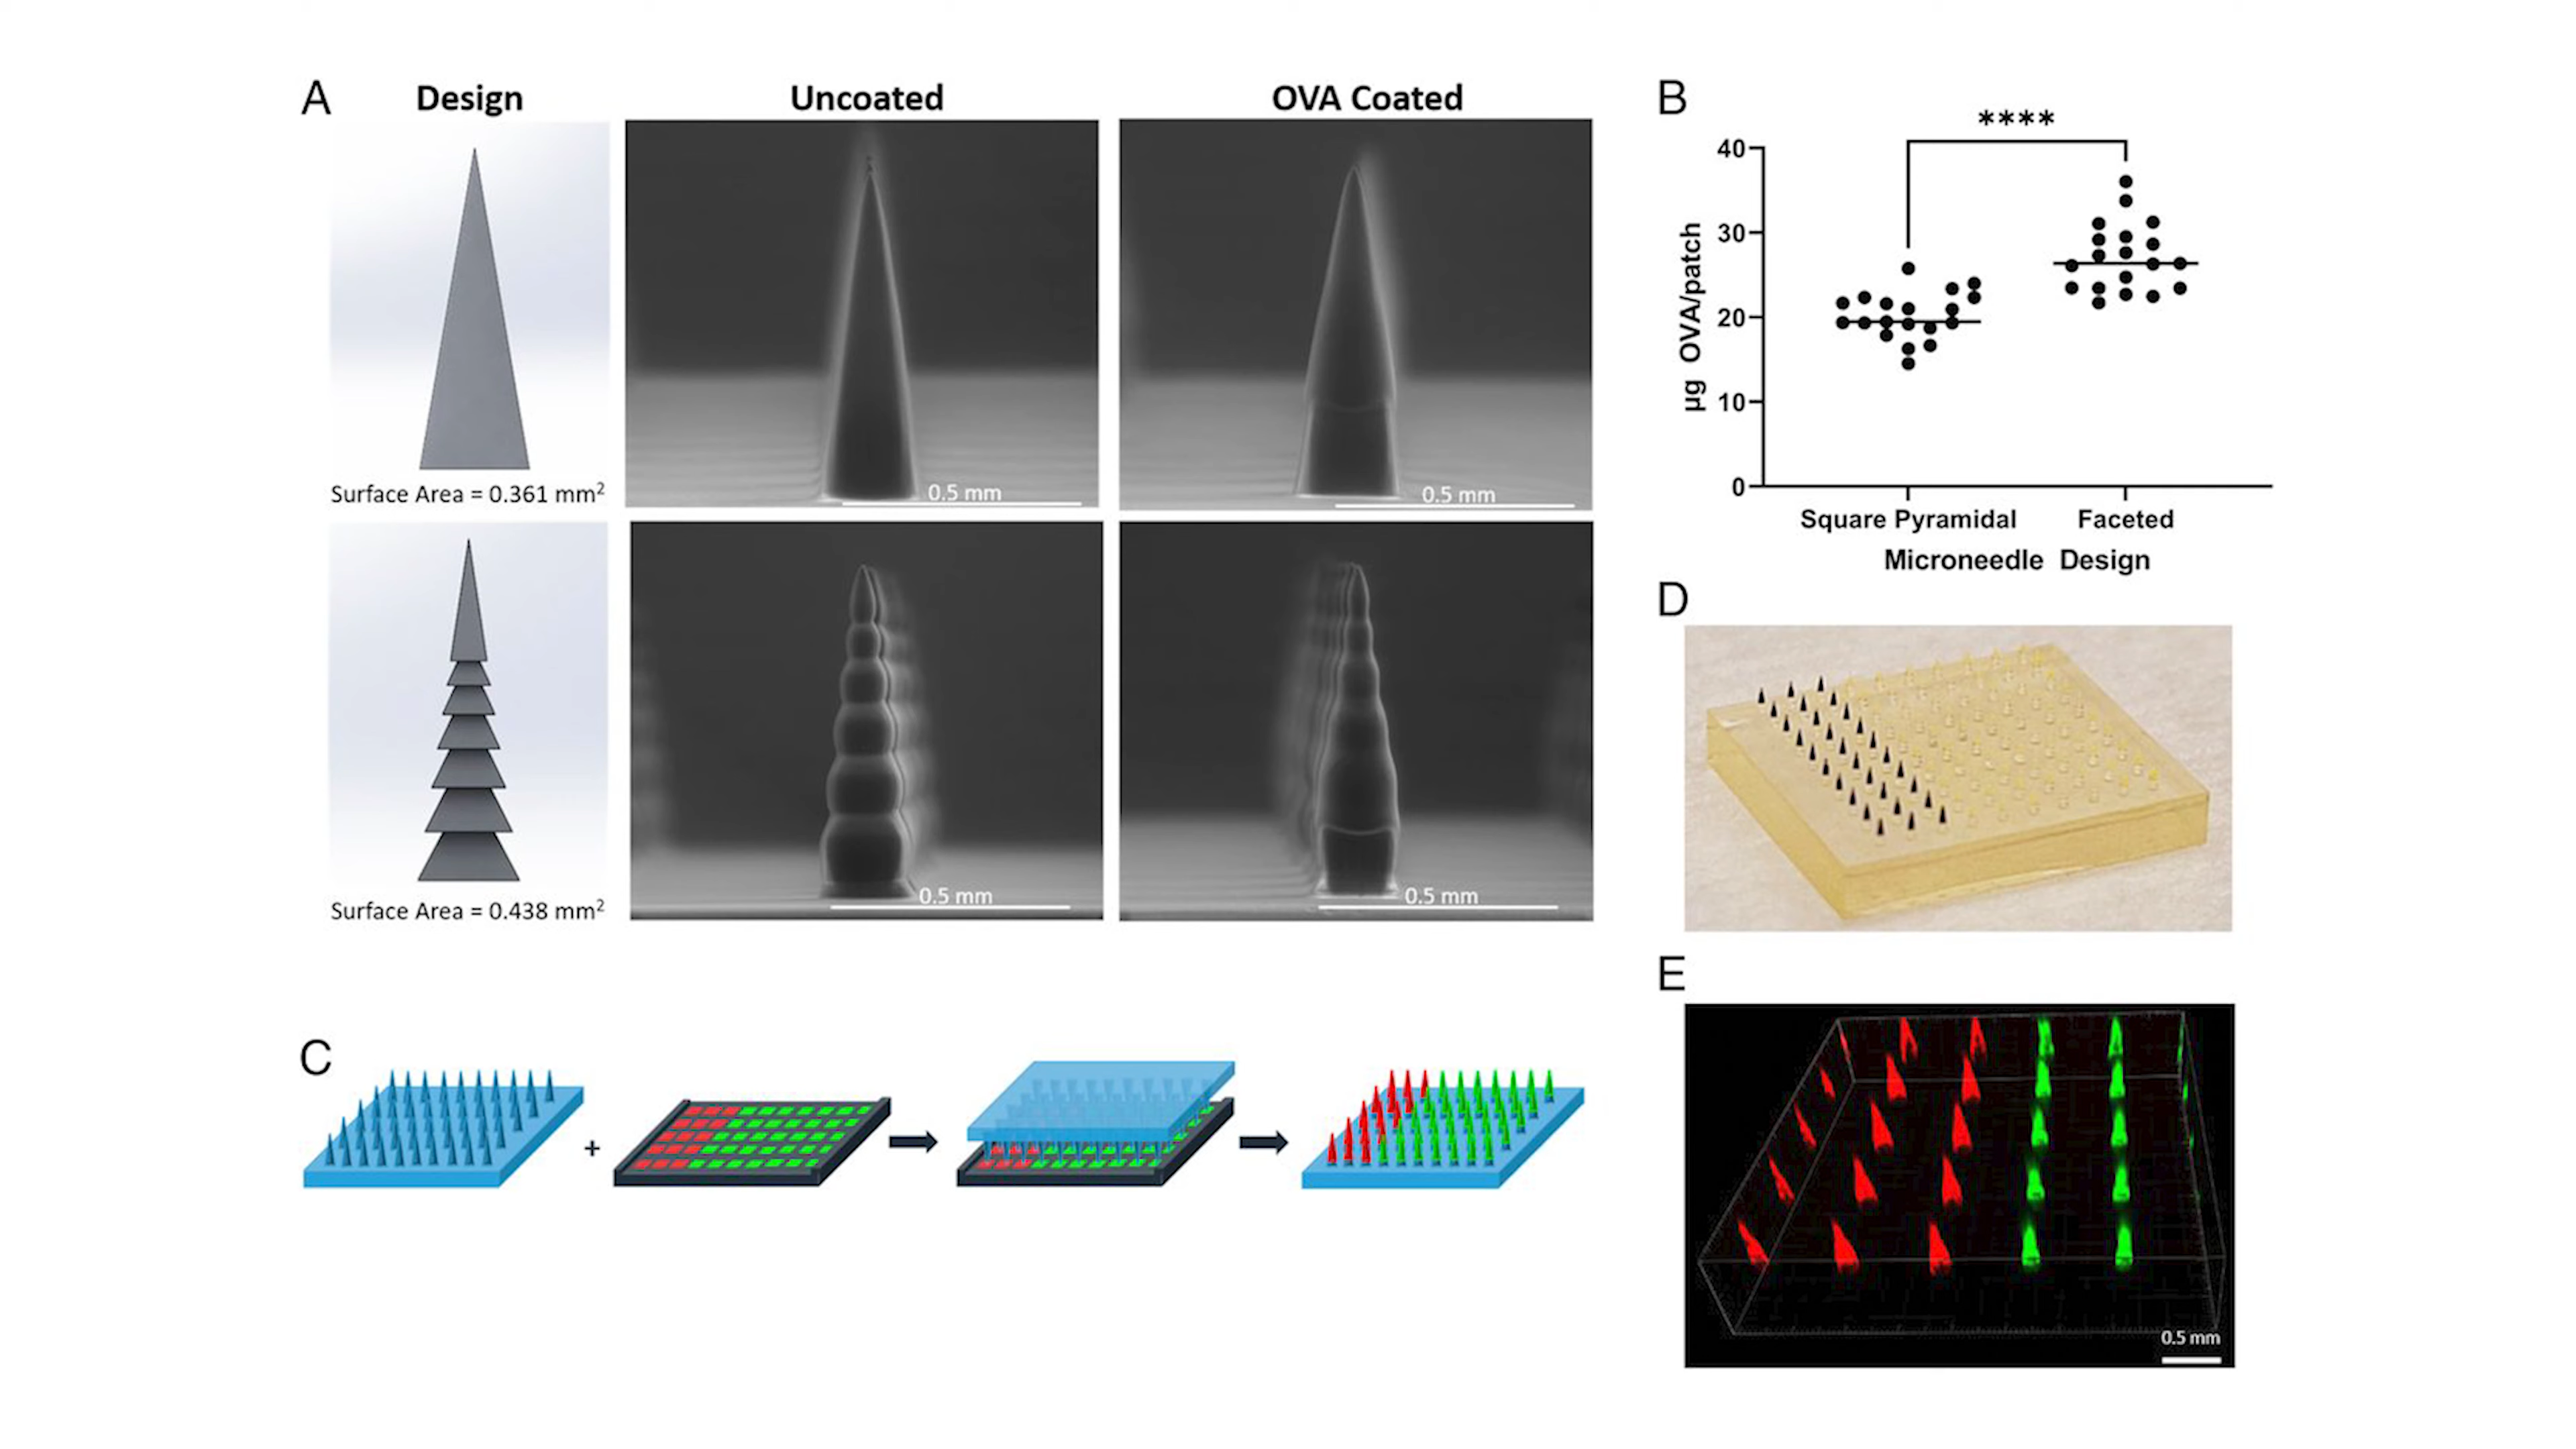 A
Design
Uncoated
OVA Coated
Surface Area = 0.361 mm²
0.5 mm
0.5 mm
Surface Area = 0.438 mm²
0.5 mm
0.5 mm
B
****
µg OVA/patch
40
30
20
10
0
Square Pyramidal
Faceted
Microneedle Design
C
+
D
E
0.5 mm